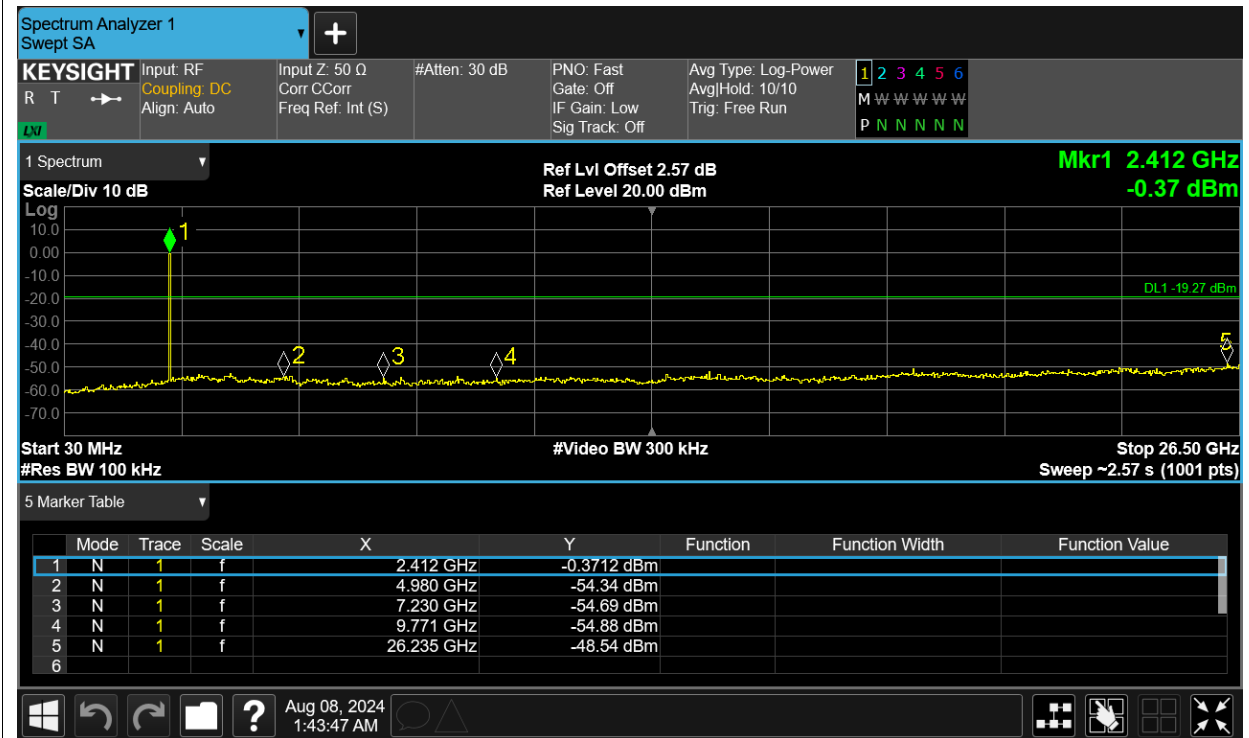 Spectrum Analyzer 1
Swept SA
KEYSIGHT Input: RF Input Z: 50 Ω #Atten: 30 dB PNO: Fast Avg Type: Log-Power 1 2 3 4 5 6
R T Coupling: DC Corr CCorr Gate: Off Avg|Hold: 10/10 M W W W W W
Align: Auto Freq Ref: Int (S) IF Gain: Low Trig: Free Run
LXI Sig Track: Off P N N N N N
1 Spectrum Ref Lvl Offset 2.57 dB Mkr1 2.412 GHz
Scale/Div 10 dB Ref Level 20.00 dBm -0.37 dBm
Log
10.0 1
0.00
-10.0
DL1 -19.27 dBm
-20.0
-30.0
-40.0 2 3 4 5
-50.0
-60.0
-70.0
Start 30 MHz #Video BW 300 kHz Stop 26.50 GHz
#Res BW 100 kHz Sweep ~2.57 s (1001 pts)
5 Marker Table
Mode Trace Scale X Y Function Function Width Function Value
1 N 1 f 2.412 GHz -0.3712 dBm
2 N 1 f 4.980 GHz -54.34 dBm
3 N 1 f 7.230 GHz -54.69 dBm
4 N 1 f 9.771 GHz -54.88 dBm
5 N 1 f 26.235 GHz -48.54 dBm
6
? Aug 08, 2024
1:43:47 AM